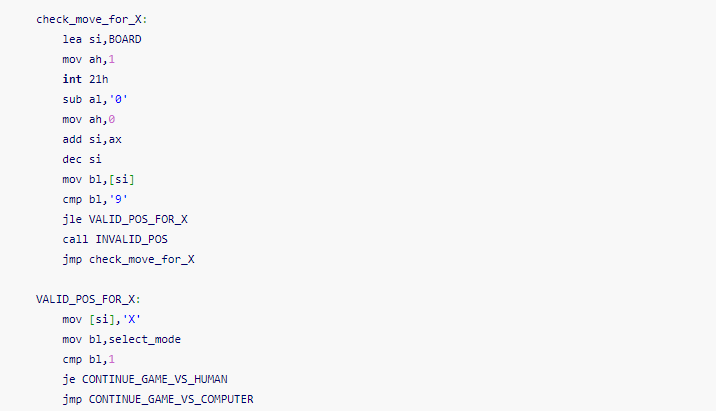 check_move_for_X:
lea si,BOARD
mov ah,1
int 21h
sub al,'0'
mov ah,0
add si,ax
dec si
mov bl,[si]
cmp bl,'9'
jle VALID_POS_FOR_X
call INVALID_POS
jmp check_move_for_X
VALID_POS_FOR_X:
mov [si],'X'
mov bl,select_mode
cmp bl,1
je CONTINUE_GAME_VS_HUMAN
jmp CONTINUE_GAME_VS_COMPUTER